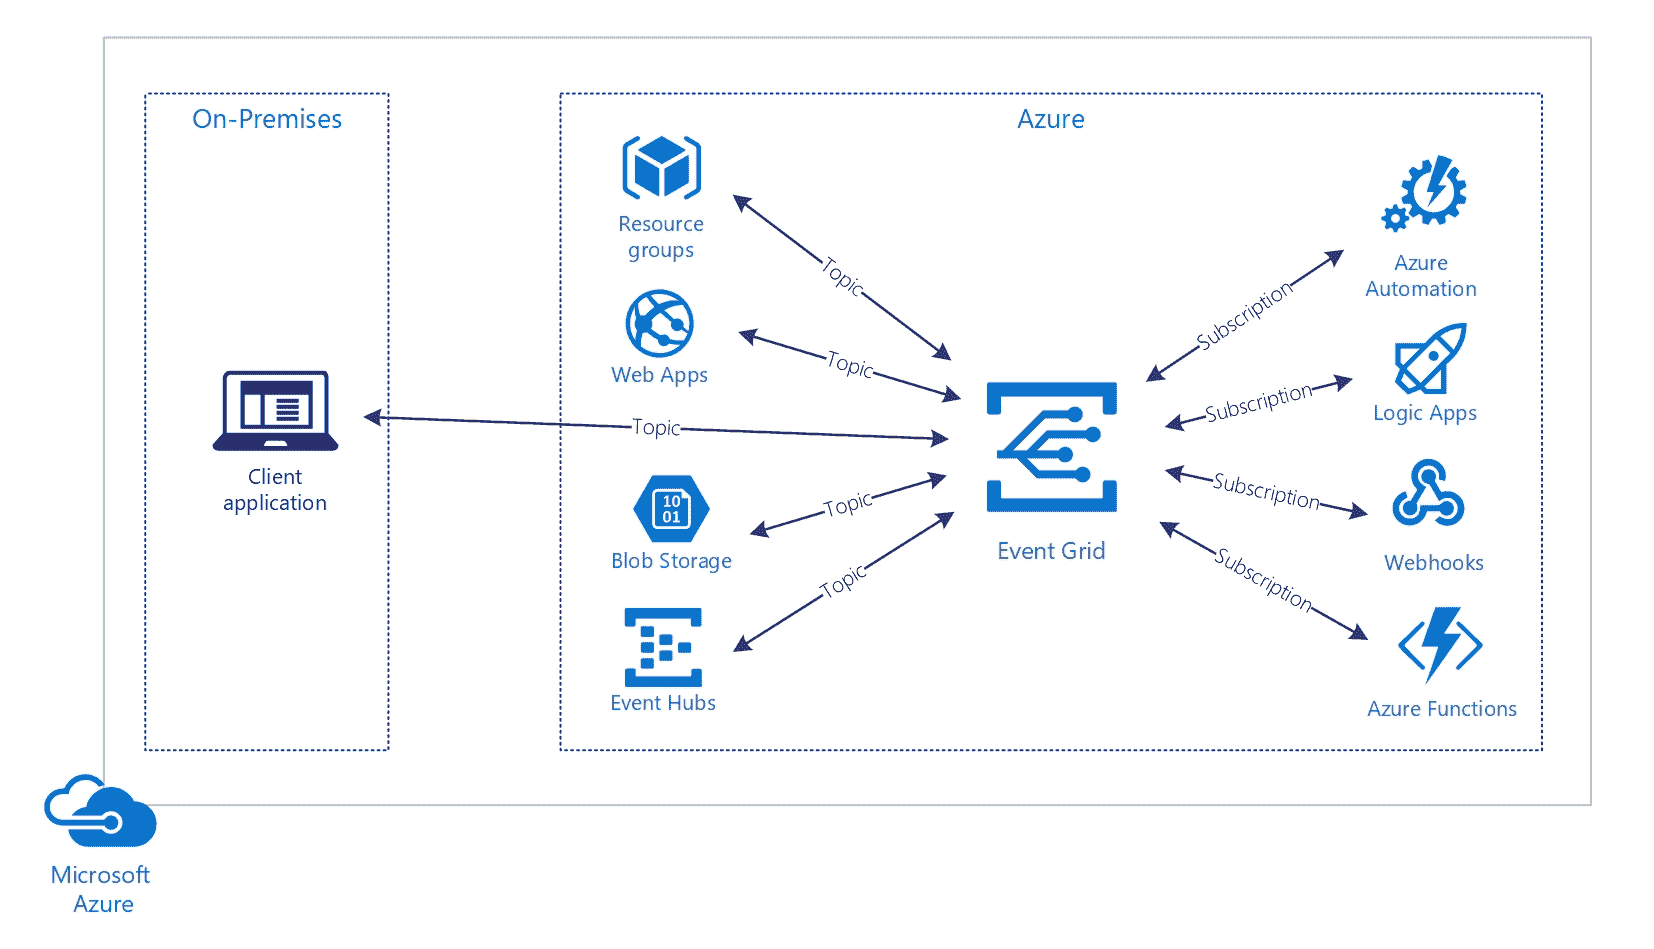 On-Premises
Azure
Resource
groups
Topic
Subscription
Azure
Automation
Web Apps
Topic
Subscription
Logic Apps
Client
application
Topic
Event Grid
Subscription
Webhooks
10
01
Blob Storage
Topic
Event Hubs
Topic
Subscription
Azure Functions
Microsoft
Azure